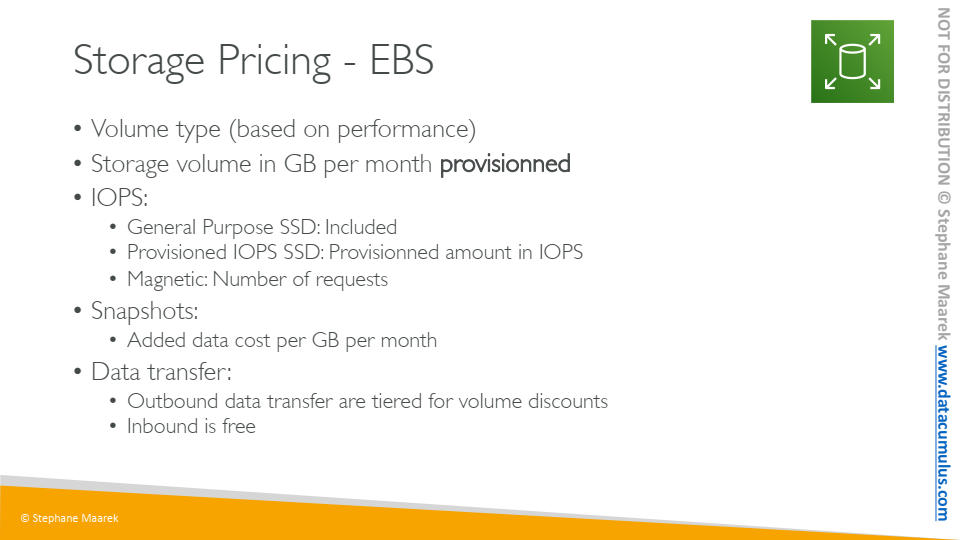 Storage Pricing - EBS
• Volume type (based on performance)
• Storage volume in GB per month provisionned
• IOPS:
• General Purpose SSD: Included
• Provisioned IOPS SSD: Provisionned amount in IOPS
• Magnetic: Number of requests
• Snapshots:
• Added data cost per GB per month
• Data transfer:
• Outbound data transfer are tiered for volume discounts
• Inbound is free
© Stephane Maarek
NOT FOR DISTRIBUTION © Stephane Maarek www.datacumulus.com